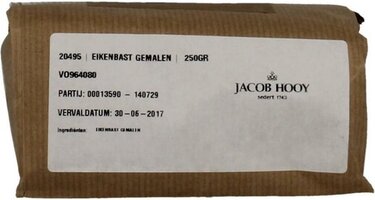 20495 | EIKENBAST GEMALEN | 250GR
VO964080
PARTIJ: 00013590 - 140729
VERVALDATUM: 30-06-2017
Ingrediënten: EIKENBAST GEMALEN
JACOB HOOY
sedert 1743